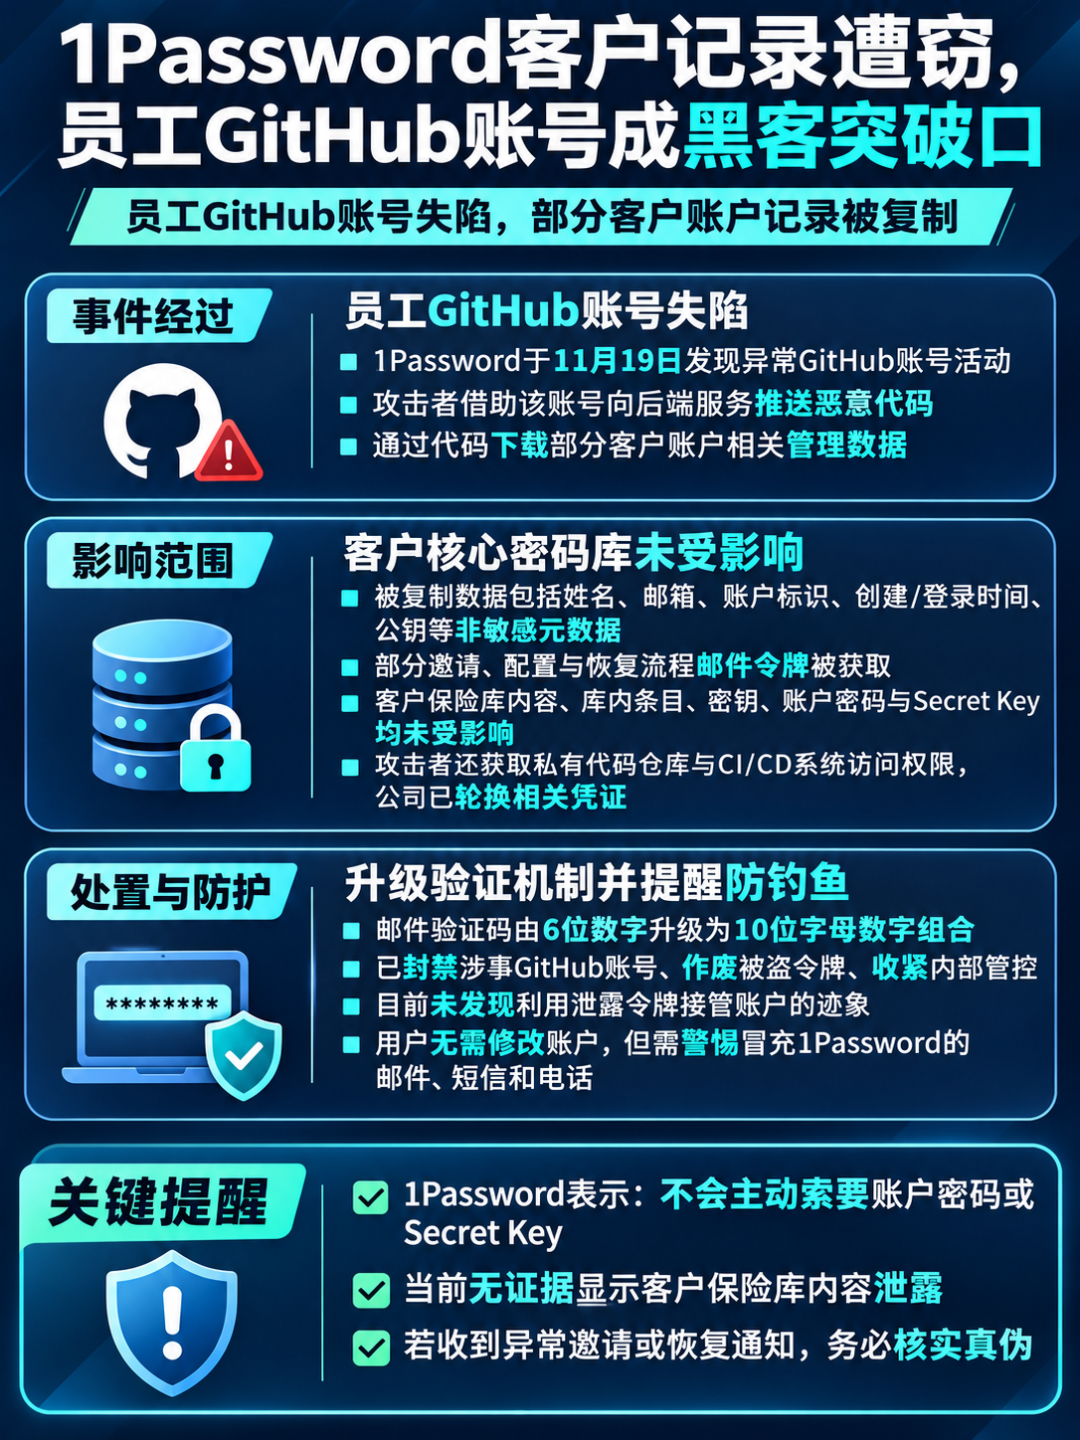 1Password客户记录遭窃,
员工GitHub账号成黑客突破口
员工GitHub账号失陷，部分客户账户记录被复制
事件经过
员工GitHub账号失陷
1Password于11月19日发现异常GitHub账号活动
攻击者借助该账号向后端服务推送恶意代码
通过代码下载部分客户账户相关管理数据
影响范围
客户核心密码库未受影响
被复制数据包括姓名、邮箱、账户标识、创建/登录时间、
公钥等非敏感元数据
部分邀请、配置与恢复流程邮件令牌被获取
客户保险库内容、库内条目、密钥、账户密码与Secret Key
均未受影响
攻击者还获取私有代码仓库与CI/CD系统访问权限，
公司已轮换相关凭证
处置与防护
升级验证机制并提醒防钓鱼
邮件验证码由6位数字升级为10位字母数字组合
已封禁涉事GitHub账号、作废被盗令牌、收紧内部管控
目前未发现利用泄露令牌接管账户的迹象
用户无需修改账户，但需警惕冒充1Password的
邮件、短信和电话
********
关键提醒
1Password表示：不会主动索要账户密码或
Secret Key
当前无证据显示客户保险库内容泄露
若收到异常邀请或恢复通知，务必核实真伪